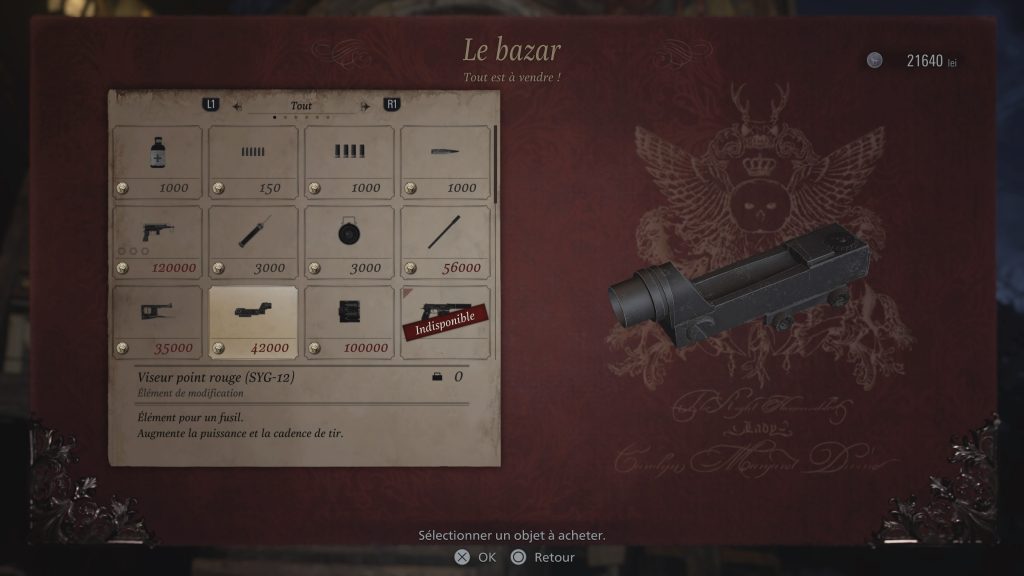 Le bazar
Tout est à vendre !
21640 lei
L1 Tout R1
1000 150 1000 1000
120000 3000 3000 56000
35000 42000 100000 Indisponible
Viseur point rouge (SYG-12) 0
Élément de modification
Élément pour un fusil.
Augmente la puissance et la cadence de tir.
Lady
Sélectionner un objet à acheter.
OK Retour